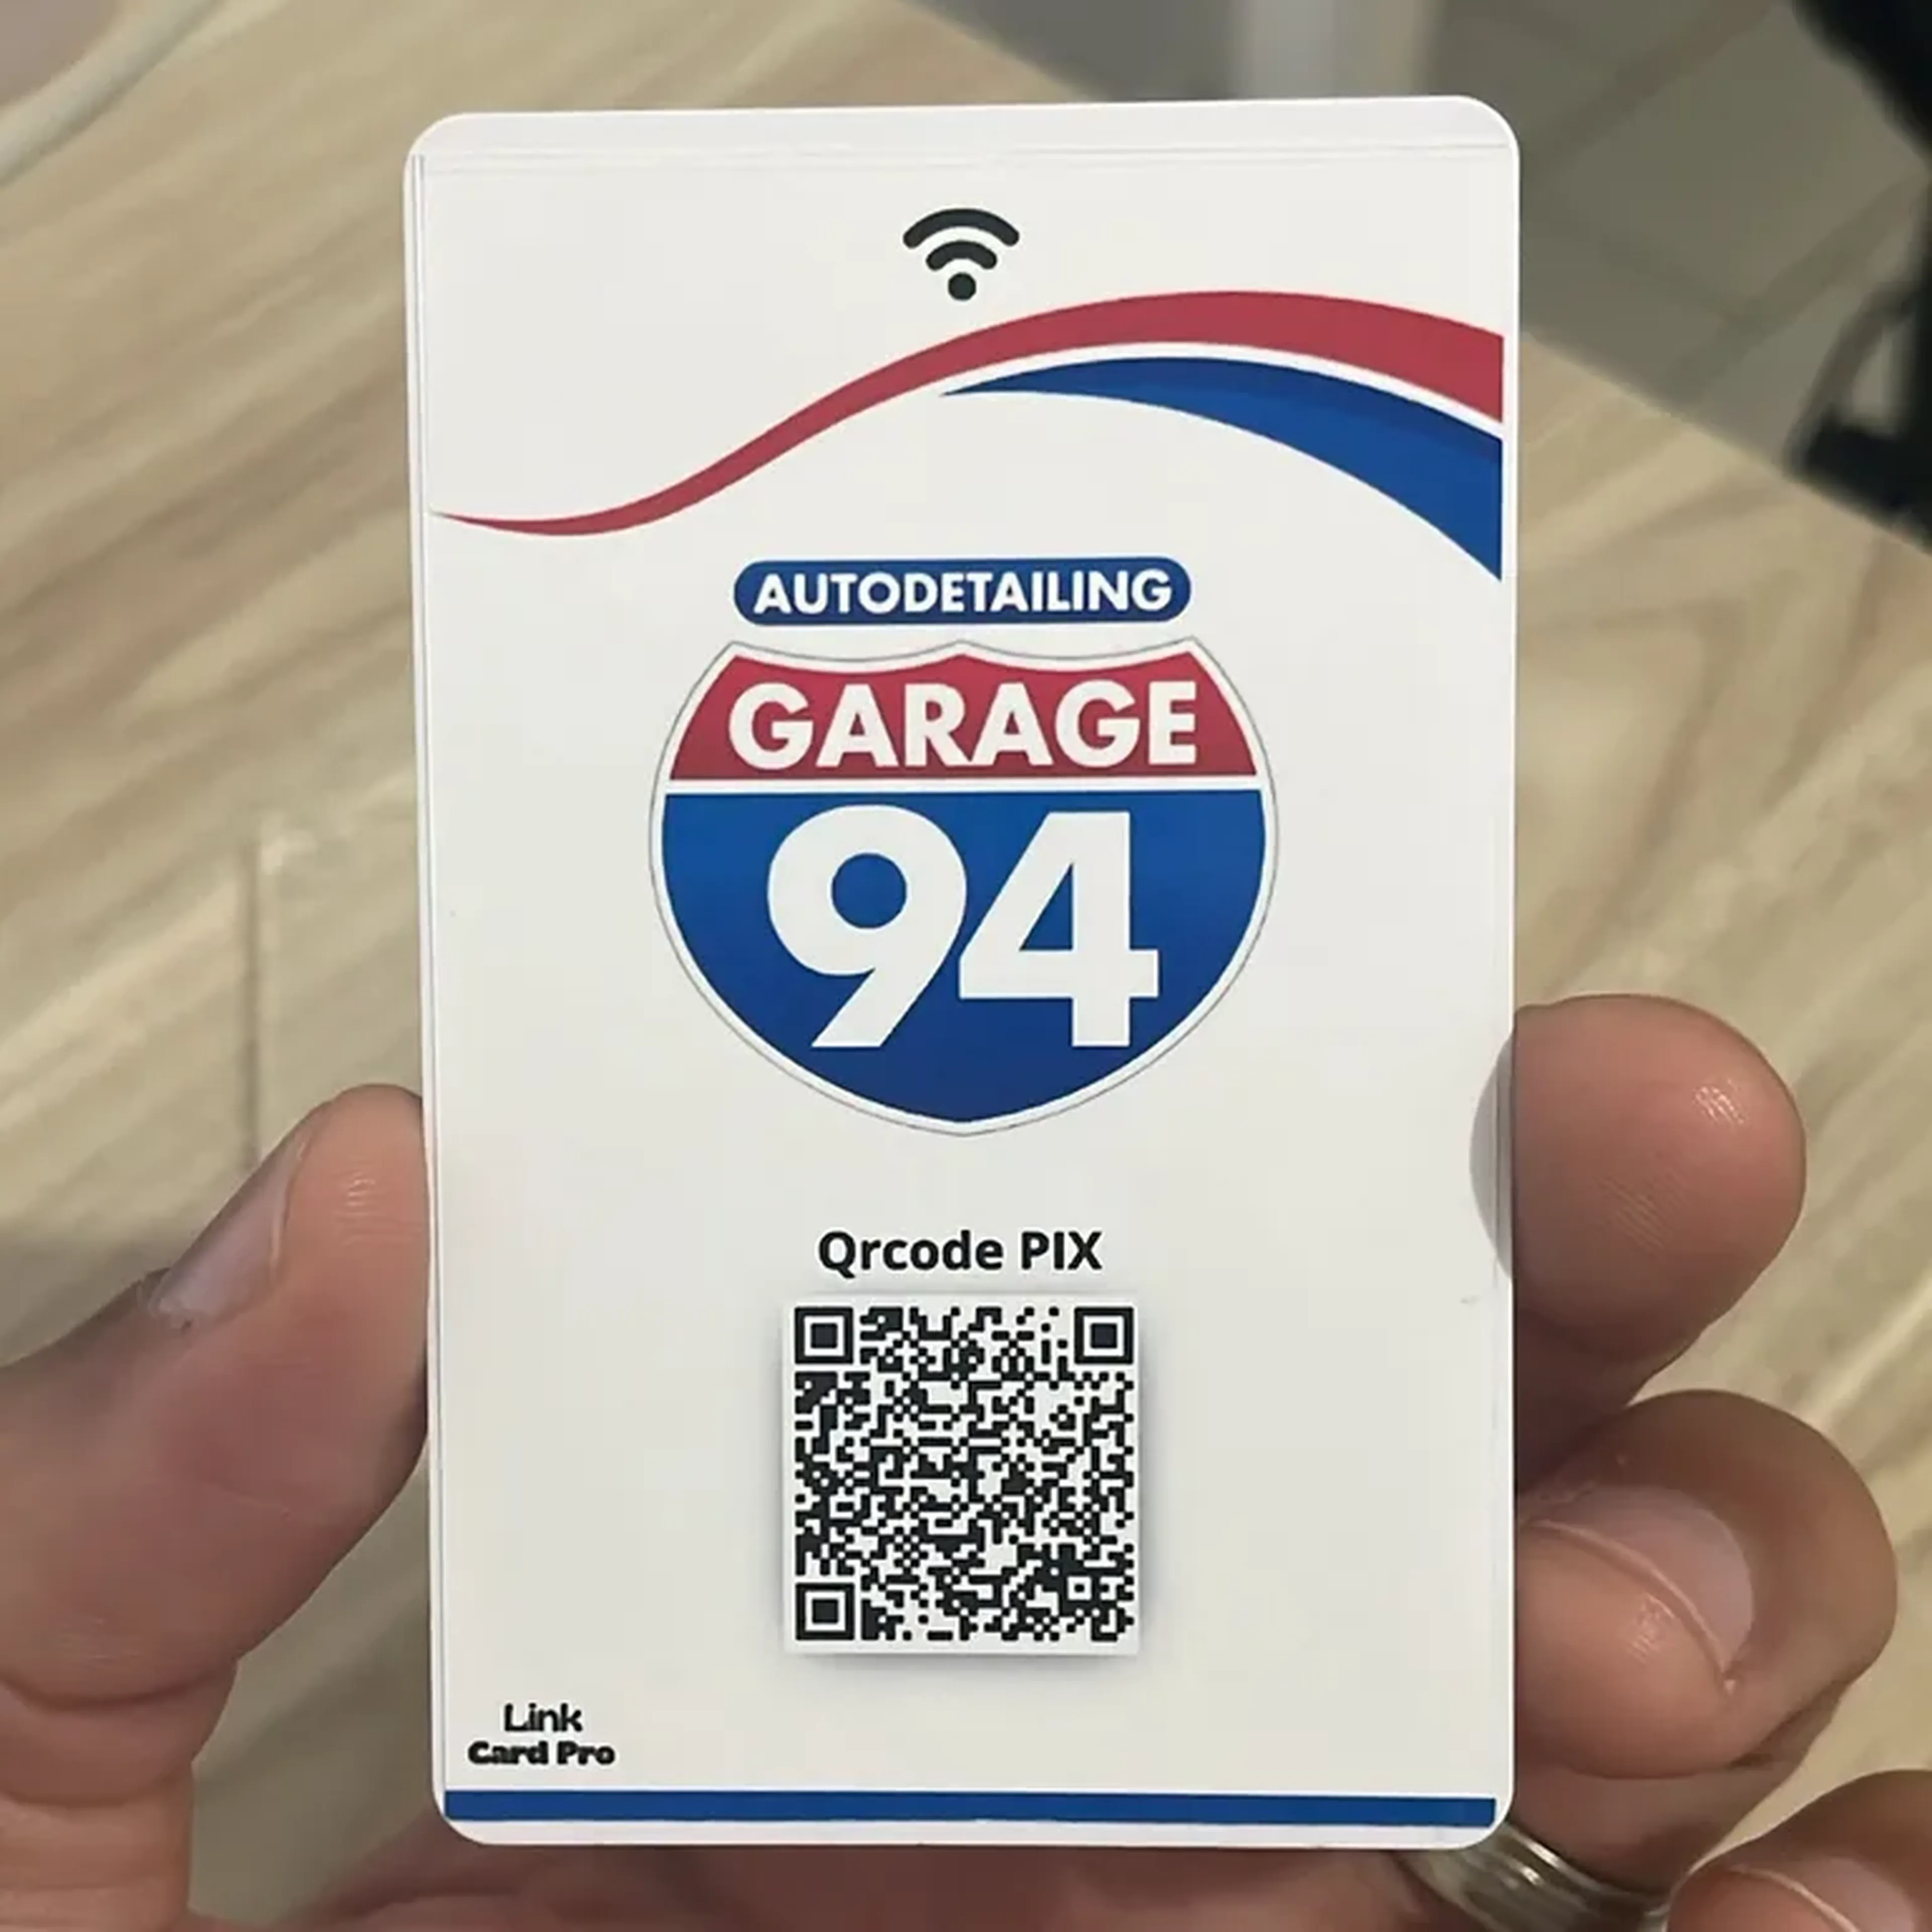 AUTODETAILING
GARAGE
94
Qrcode PIX
Link
Card Pro